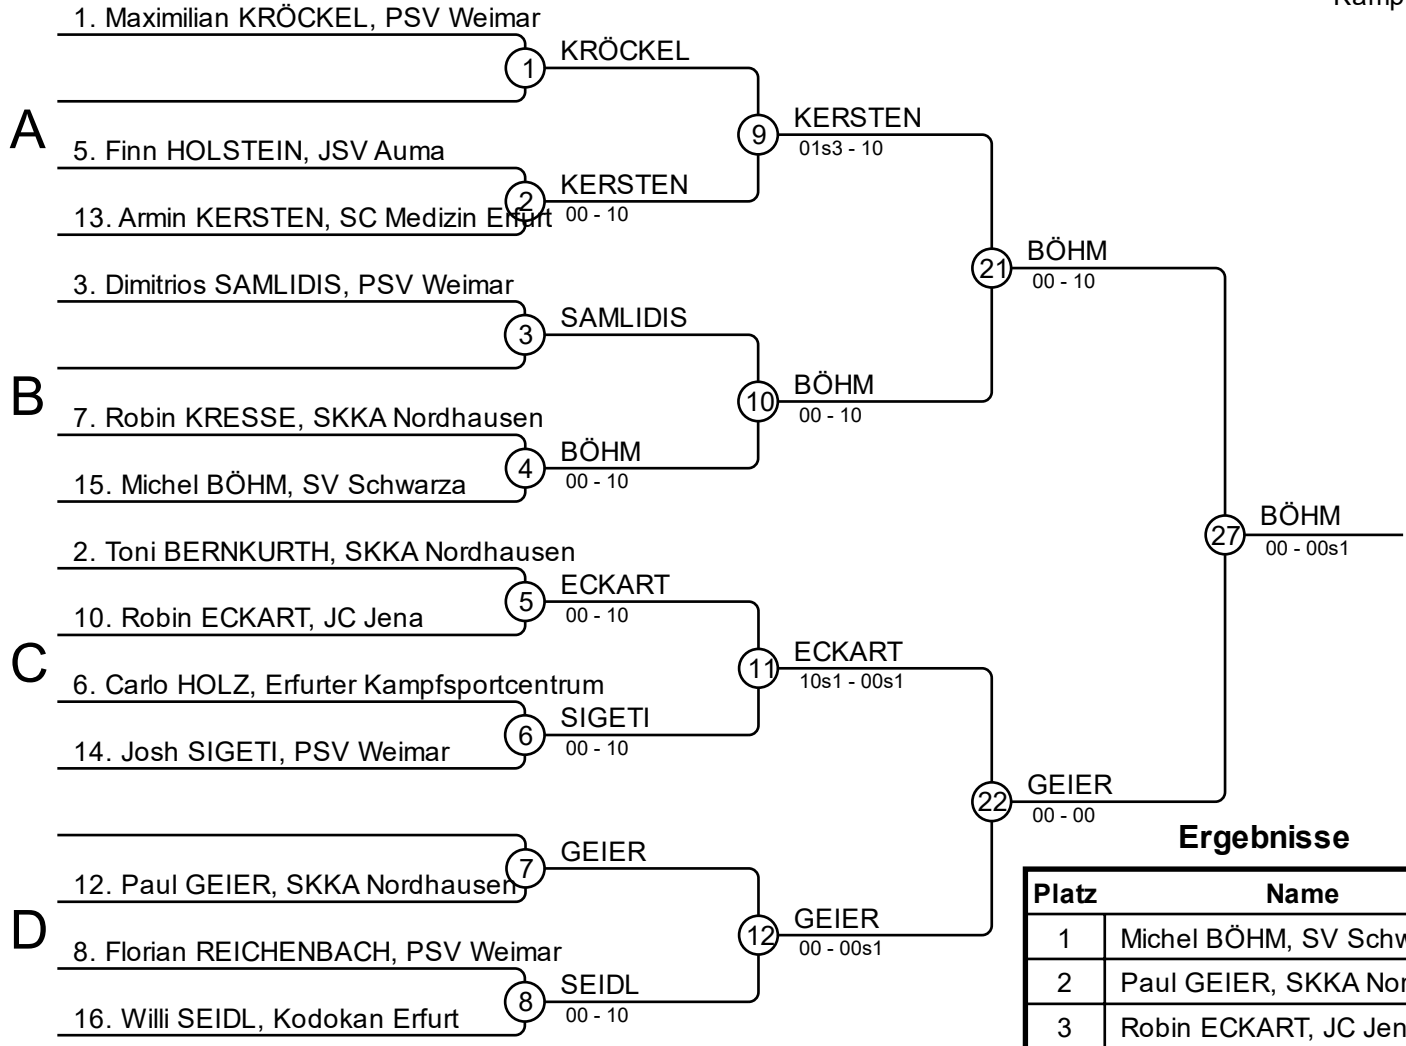 1. Maximilian KRÖCKEL, PSV Weimar
1
KRÖCKEL
A
9
KERSTEN
01s3 - 10
5. Finn HOLSTEIN, JSV Auma
2
KERSTEN
00 - 10
13. Armin KERSTEN, SC Medizin Erfurt
21
BÖHM
00 - 10
3. Dimitrios SAMLIDIS, PSV Weimar
3
SAMLIDIS
B
10
BÖHM
00 - 10
7. Robin KRESSE, SKKA Nordhausen
4
BÖHM
00 - 10
15. Michel BÖHM, SV Schwarza
27
BÖHM
00 - 00s1
2. Toni BERNKURTH, SKKA Nordhausen
5
ECKART
00 - 10
10. Robin ECKART, JC Jena
C
11
ECKART
10s1 - 00s1
6. Carlo HOLZ, Erfurter Kampfsportcentrum
6
SIGETI
00 - 10
14. Josh SIGETI, PSV Weimar
22
GEIER
00 - 00
7
GEIER
12. Paul GEIER, SKKA Nordhausen
D
12
GEIER
00 - 00s1
8. Florian REICHENBACH, PSV Weimar
8
SEIDL
00 - 10
16. Willi SEIDL, Kodokan Erfurt
Ergebnisse
Platz Name
1 Michel BÖHM, SV Schw
2 Paul GEIER, SKKA Nor
3 Robin ECKART, JC Jen